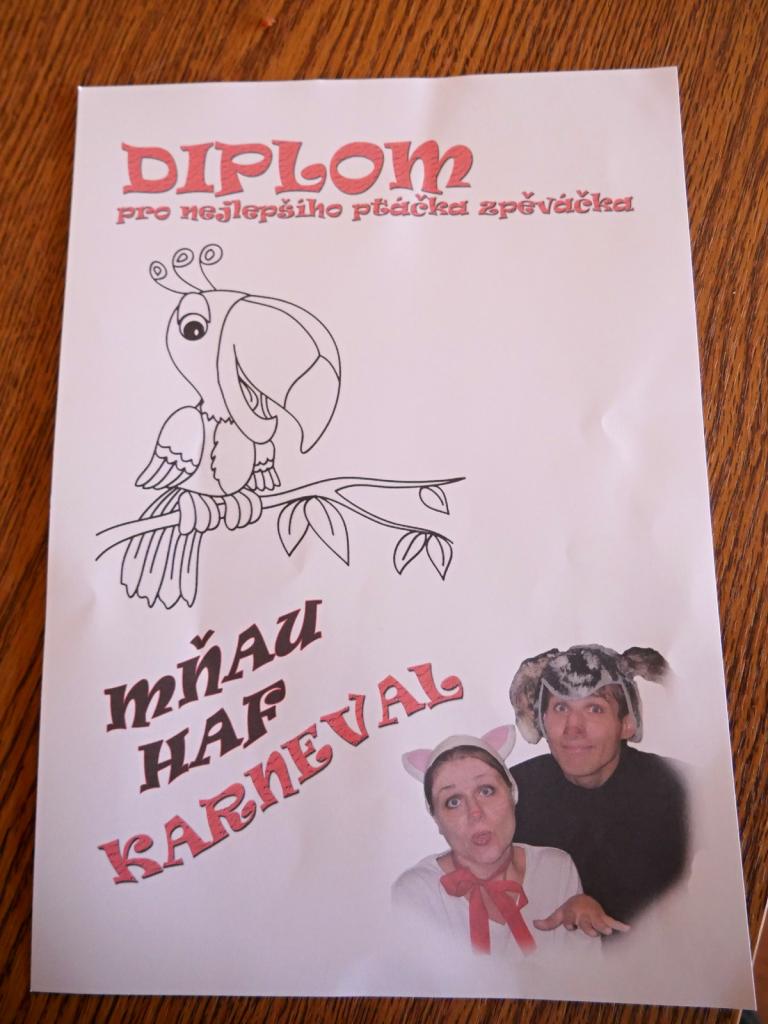 DIPLOM
pro nejlepšího ptáčka zpěváčka
MŇAU
HAF
KARNEVAL